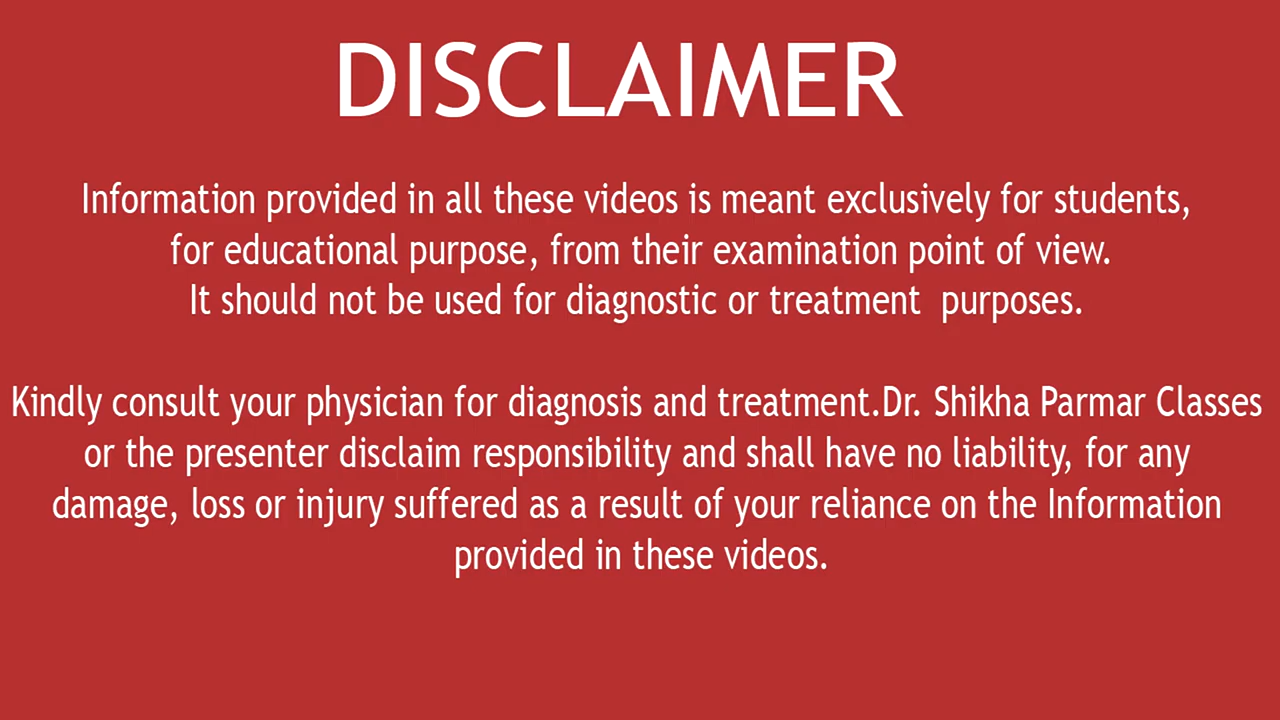 DISCLAIMER
Information provided in all these videos is meant exclusively for students,
for educational purpose, from their examination point of view.
It should not be used for diagnostic or treatment  purposes.
Kindly consult your physician for diagnosis and treatment.Dr. Shikha Parmar Classes
or the presenter disclaim responsibility and shall have no liability, for any
damage, loss or injury suffered as a result of your reliance on the Information
provided in these videos.